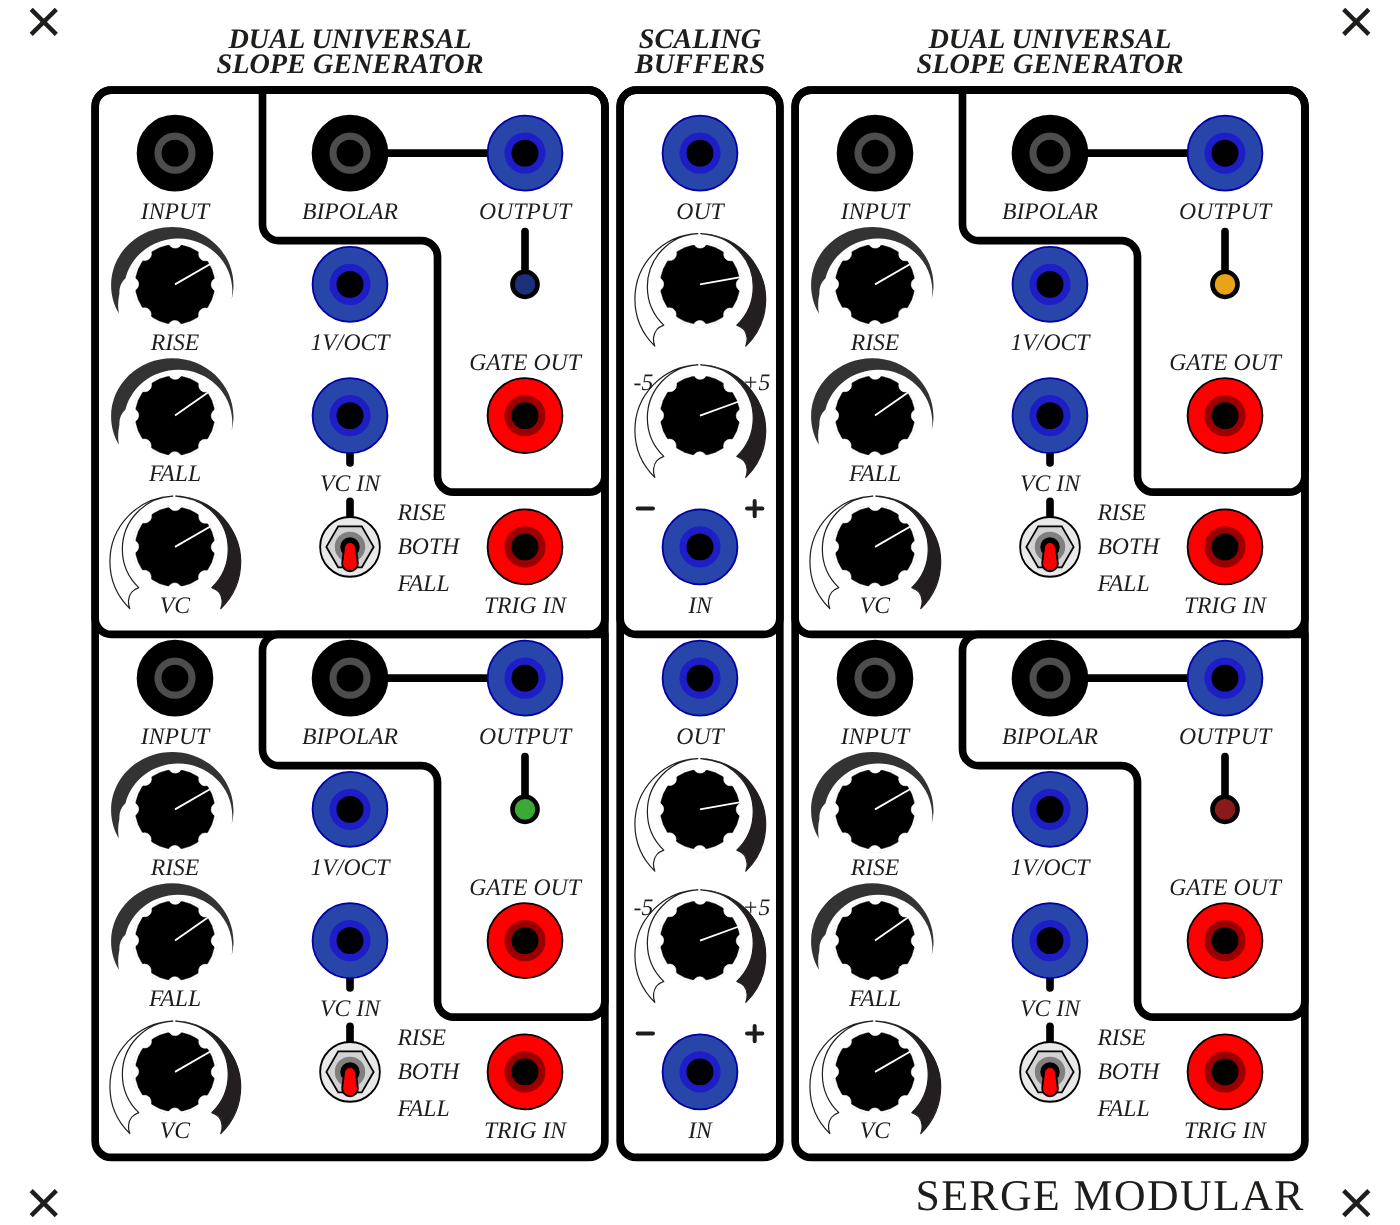 DUAL UNIVERSAL
SLOPE GENERATOR
SCALING
BUFFERS
DUAL UNIVERSAL
SLOPE GENERATOR
INPUT
BIPOLAR
OUTPUT
RISE
1V/OCT
GATE OUT
FALL
VC IN
RISE
BOTH
FALL
VC
TRIG IN
OUT
-5 +5
− +
IN
INPUT
BIPOLAR
OUTPUT
RISE
1V/OCT
GATE OUT
FALL
VC IN
RISE
BOTH
FALL
VC
TRIG IN
INPUT
BIPOLAR
OUTPUT
RISE
1V/OCT
GATE OUT
FALL
VC IN
RISE
BOTH
FALL
VC
TRIG IN
OUT
-5 +5
− +
IN
INPUT
BIPOLAR
OUTPUT
RISE
1V/OCT
GATE OUT
FALL
VC IN
RISE
BOTH
FALL
VC
TRIG IN
SERGE MODULAR